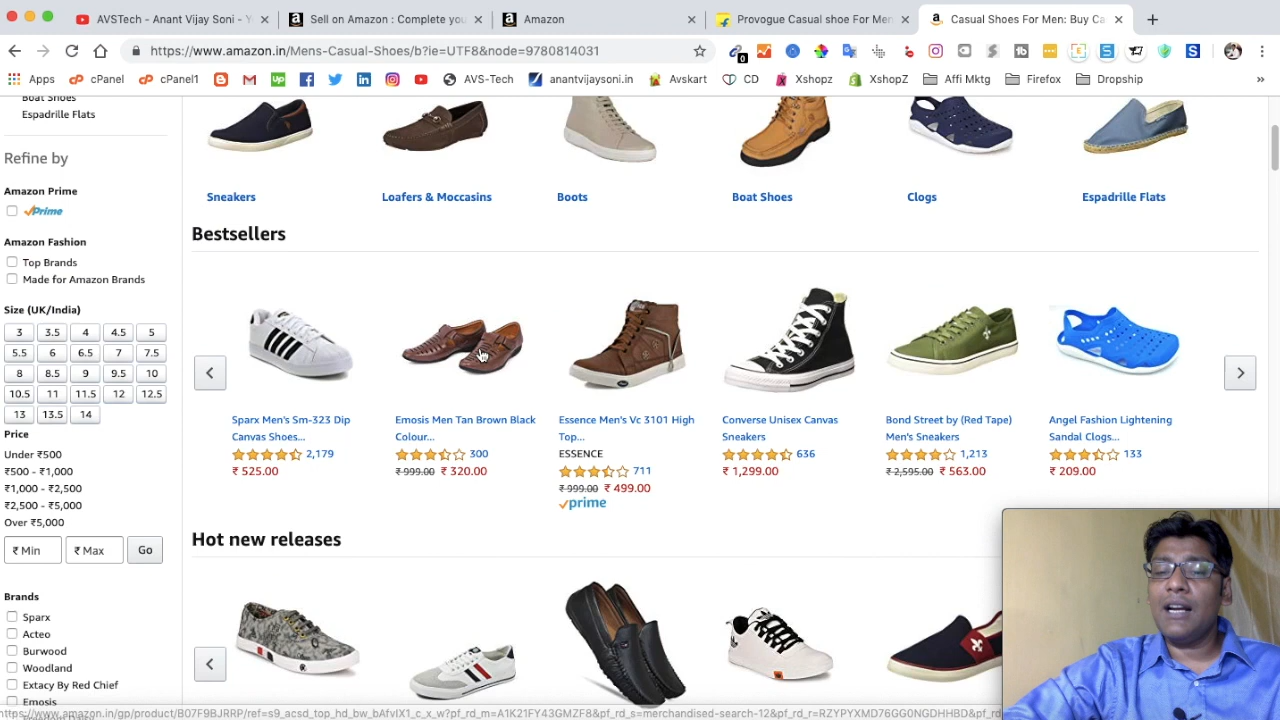 AVSTech - Anant Vijay Soni - Y
Sell on Amazon : Complete you
Amazon
Provogue Casual shoe For Men
Casual Shoes For Men: Buy Ca
https://www.amazon.in/Mens-Casual-Shoes/b?ie=UTF8&node=9780814031
Apps
cPanel
cPanel1
AVS-Tech
anantvijaysoni.in
Avskart
CD
Xshopz
XshopZ
Affi Mktg
Firefox
Dropship
»
Boat Shoes
Espadrille Flats
Refine by
Amazon Prime
Prime
Amazon Fashion
Top Brands
Made for Amazon Brands
Size (UK/India)
3 3.5 4 4.5 5
5.5 6 6.5 7 7.5
8 8.5 9 9.5 10
10.5 11 11.5 12 12.5
13 13.5 14
Price
Under ₹500
₹500 - ₹1,000
₹1,000 - ₹2,500
₹2,500 - ₹5,000
Over ₹5,000
₹ Min ₹ Max Go
Brands
Sparx
Acteo
Burwood
Woodland
Extacy By Red Chief
Emosis
Sneakers
Loafers & Moccasins
Boots
Boat Shoes
Clogs
Espadrille Flats
Bestsellers
Sparx Men's Sm-323 Dip
Canvas Shoes...
2,179
₹ 525.00
Emosis Men Tan Brown Black
Colour...
300
₹ 999.00 ₹ 320.00
Essence Men's Vc 3101 High
Top...
ESSENCE
711
₹ 999.00 ₹ 499.00
prime
Converse Unisex Canvas
Sneakers
636
₹ 1,299.00
Bond Street by (Red Tape)
Men's Sneakers
1,213
₹ 2,595.00 ₹ 563.00
Angel Fashion Lightening
Sandal Clogs...
133
₹ 209.00
Hot new releases